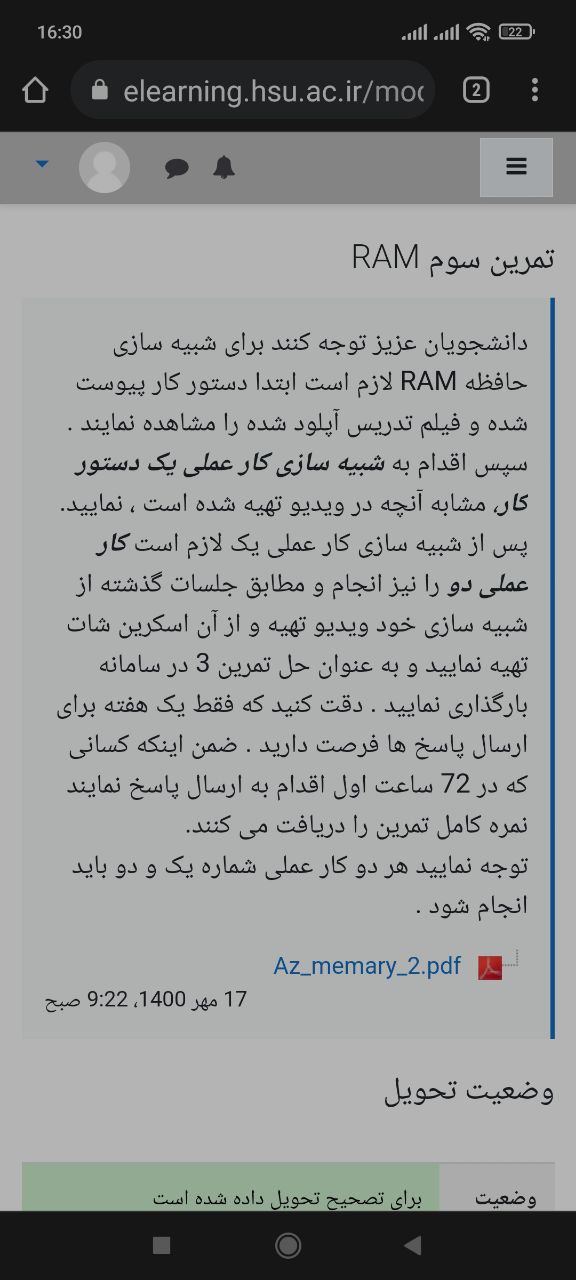 16:30
22
elearning.hsu.ac.ir/mod
2
تمرین سوم RAM
دانشجویان عزیز توجه کنند برای شبیه سازی
حافظه RAM لازم است ابتدا دستور کار پیوست
شده و فیلم تدریس آپلود شده را مشاهده نمایند .
سپس اقدام به شبیه سازی کار عملی یک دستور
کار، مشابه آنچه در ویدیو تهیه شده است ، نمایید.
پس از شبیه سازی کار عملی یک لازم است کار
عملی دو را نیز انجام و مطابق جلسات گذشته از
شبیه سازی خود ویدیو تهیه و از آن اسکرین شات
تهیه نمایید و به عنوان حل تمرین 3 در سامانه
بارگذاری نمایید . دقت کنید که فقط یک هفته برای
ارسال پاسخ ها فرصت دارید . ضمن اینکه کسانی
که در 72 ساعت اول اقدام به ارسال پاسخ نمایند
نمره کامل تمرین را دریافت می کنند.
توجه نمایید هر دو کار عملی شماره یک و دو باید
انجام شود .
Az_memary_2.pdf
17 مهر 1400، 9:22 صبح
وضعیت تحویل
وضعیت
برای تصحیح تحویل داده شده است